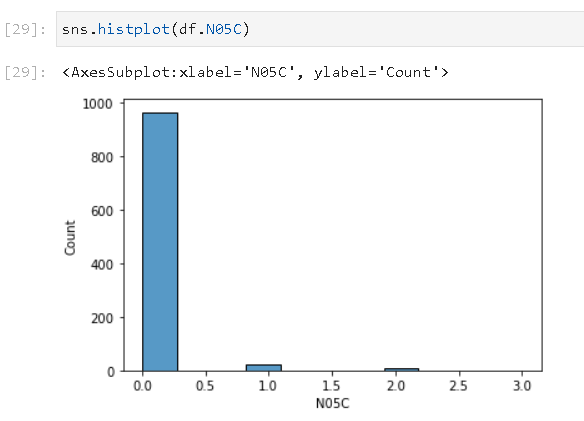 [29]: sns.histplot(df.N05C)
[29]: <AxesSubplot:xlabel='N05C', ylabel='Count'>
1000
800
600
400
200
0
Count
0.0 0.5 1.0 1.5 2.0 2.5 3.0
N05C